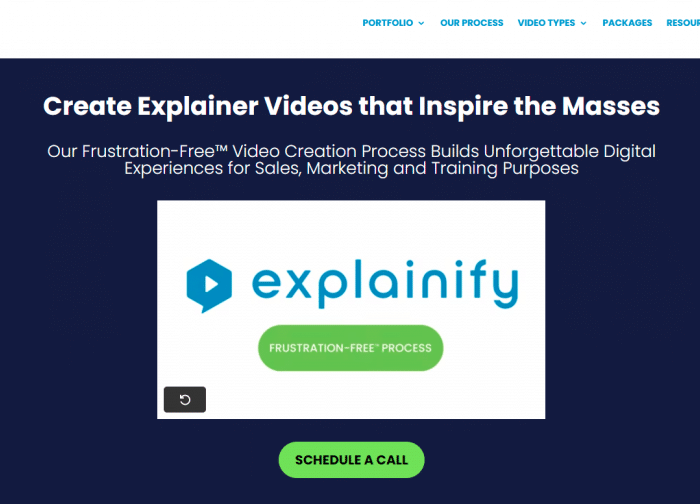 PORTFOLIO
OUR PROCESS
VIDEO TYPES
PACKAGES
Create Explainer Videos that Inspire the Masses
Our Frustration-Free™ Video Creation Process Builds Unforgettable Digital
Experiences for Sales, Marketing and Training Purposes
explainify
FRUSTRATION-FREE™ PROCESS
SCHEDULE A CALL